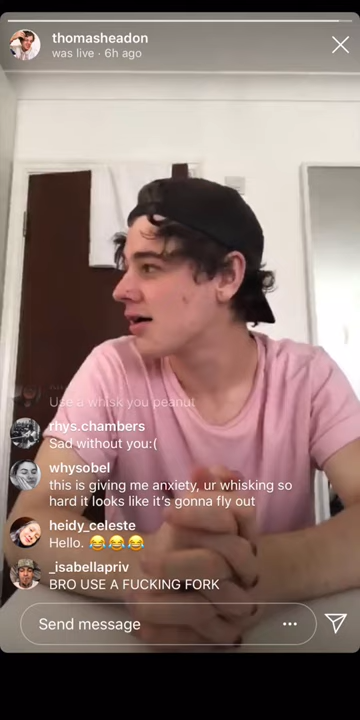 thomasheadon
was live · 6h ago
Use a whisk you peanut
rhys.chambers
Sad without you:(
whysobel
this is giving me anxiety, ur whisking so
hard it looks like it's gonna fly out
heidy_celeste
Hello. 😂😂😂
_isabellapriv
BRO USE A FUCKING FORK
Send message